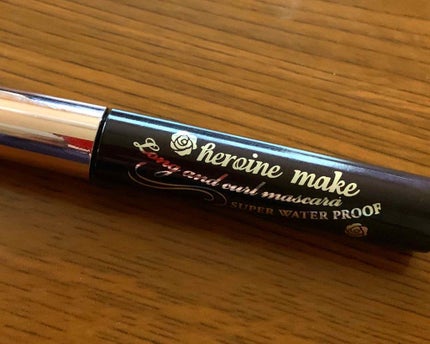 heroine make
Long and curl mascara
SUPER WATER PROOF